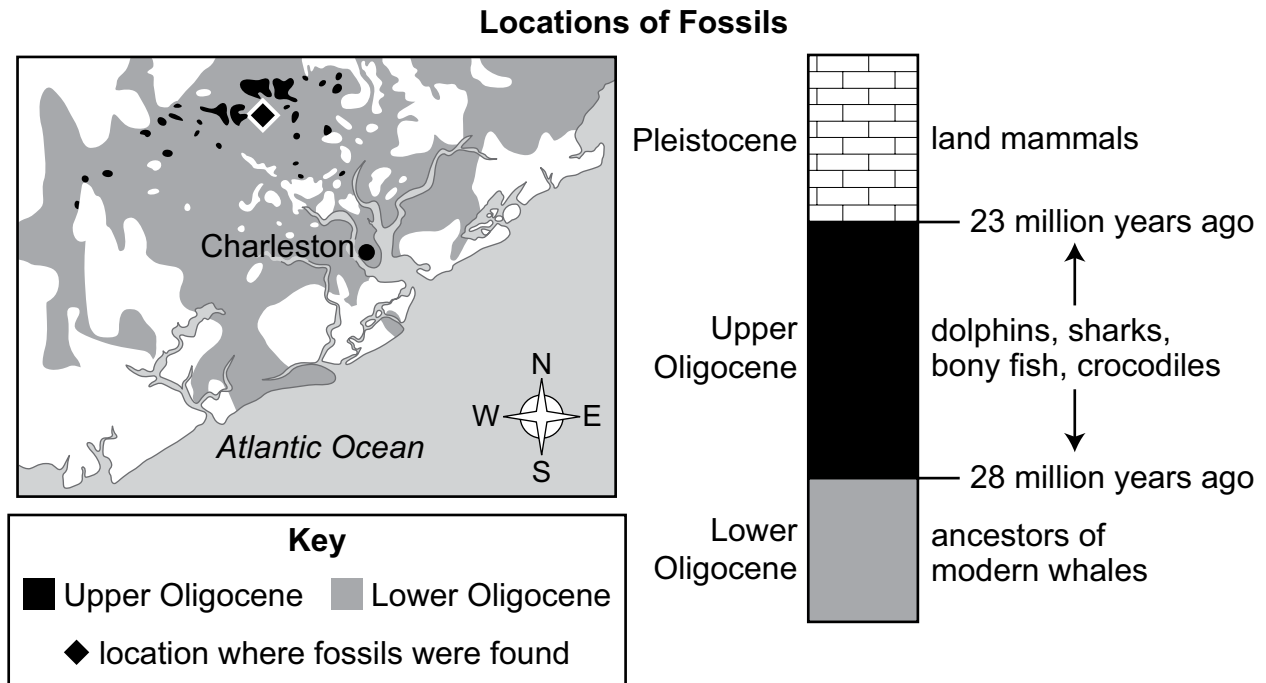 Locations of Fossils
Charleston
Atlantic Ocean
N
W
E
S
Key
Upper Oligocene
Lower Oligocene
location where fossils were found
Pleistocene
land mammals
23 million years ago
Upper
Oligocene
dolphins, sharks,
bony fish, crocodiles
28 million years ago
Lower
Oligocene
ancestors of
modern whales